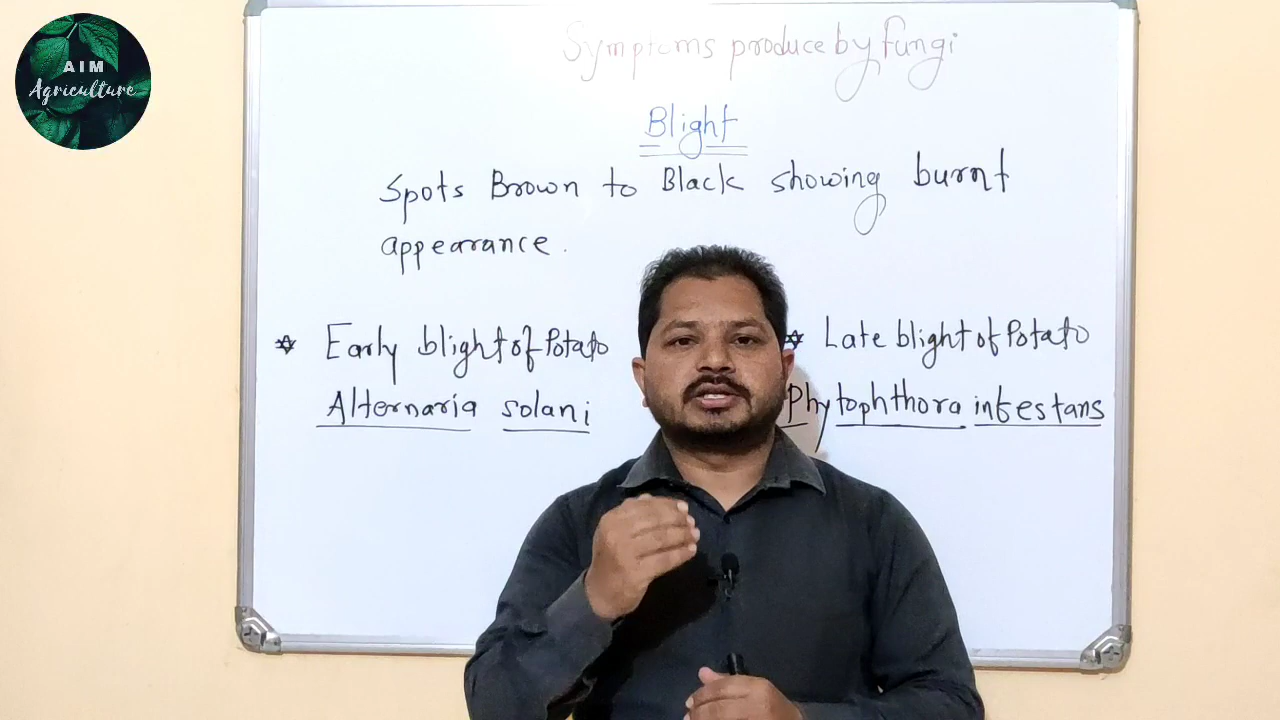 AIM
Agriculture
Symptoms produce by fungi
Blight
Spots Brown to Black showing burnt
appearance.
Early blight of Potato
Alternaria solani
Late blight of Potato
Phytophthora infestans